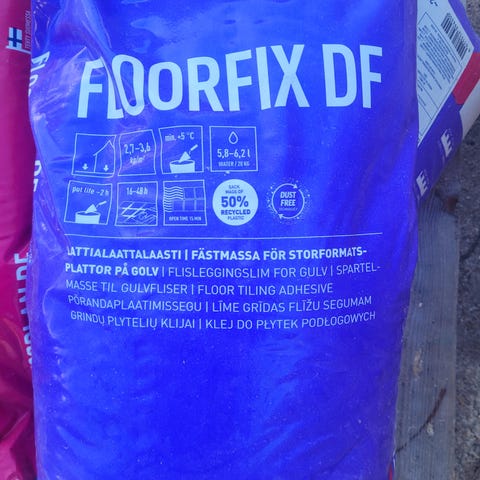 FLOORFIX DF
2,7–3,6
kg/m²
min. +5 °C
5,8–6,2 l
WATER / 20 KG
pot life ~2 h
16–48 h
OPEN TIME 15 MIN
SACK
MADE OF
50%
RECYCLED
PLASTIC
DUST
FREE
LATTIALAATTALAASTI | FÄSTMASSA FÖR STORFORMATS-
PLATTOR PÅ GOLV | FLISLEGGINGSLIM FOR GULV | SPARTEL-
MASSE TIL GULVFLISER | FLOOR TILING ADHESIVE
PÕRANDAPLAATIMISSEGU | LĪME GRĪDAS FLĪŽU SEGUMAM
GRINDŲ PLYTELIŲ KLIJAI | KLEJ DO PŁYTEK PODŁOGOWYCH